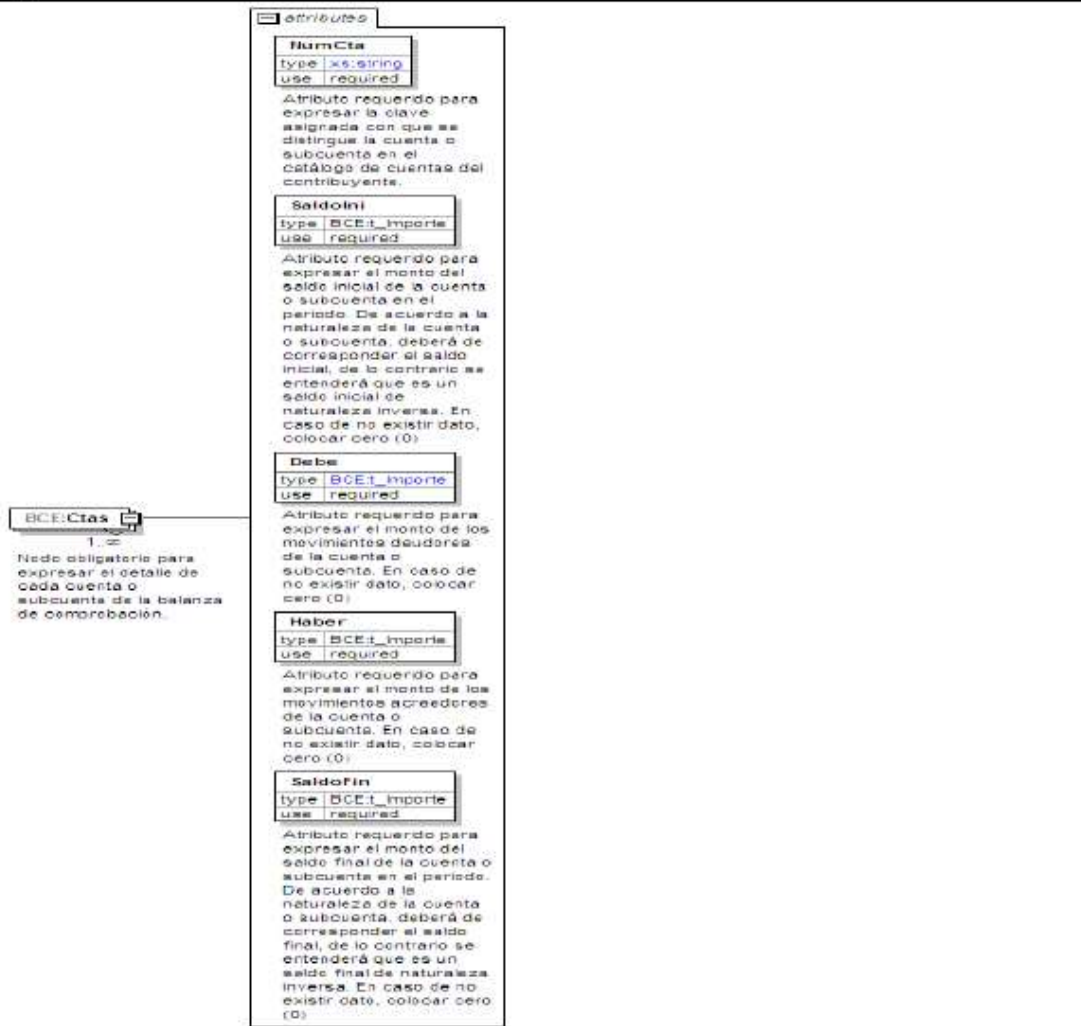 attributes
NumCta
type xs:string
use required
Atributo requerido para
expresar la clave
asignada con que se
distingue la cuenta o
subcuenta en el
catálogo de cuentas del
contribuyente.
SaldoIni
type BCE:t_Importe
use required
Atributo requerido para
expresar el monto del
saldo inicial de la cuenta
o subcuenta en el
periodo. De acuerdo a la
naturaleza de la cuenta
o subcuenta, deberá de
corresponder el saldo
inicial, de lo contrario se
entenderá que es un
saldo inicial de
naturaleza inversa. En
caso de no existir dato,
colocar cero (0)
Debe
type BCE:t_Importe
use required
Atributo requerido para
expresar el monto de los
movimientos deudores
de la cuenta o
subcuenta. En caso de
no existir dato, colocar
cero (0)
BCE:Ctas
1..∞
Nodo obligatorio para
expresar el detalle de
cada cuenta o
subcuenta de la balanza
de comprobación.
Haber
type BCE:t_Importe
use required
Atributo requerido para
expresar el monto de los
movimientos acreedores
de la cuenta o
subcuenta. En caso de
no existir dato, colocar
cero (0)
SaldoFin
type BCE:t_Importe
use required
Atributo requerido para
expresar el monto del
saldo final de la cuenta o
subcuenta en el periodo.
De acuerdo a la
naturaleza de la cuenta
o subcuenta, deberá de
corresponder el saldo
final, de lo contrario se
entenderá que es un
saldo final de naturaleza
inversa. En caso de no
existir dato, colocar cero
(0)